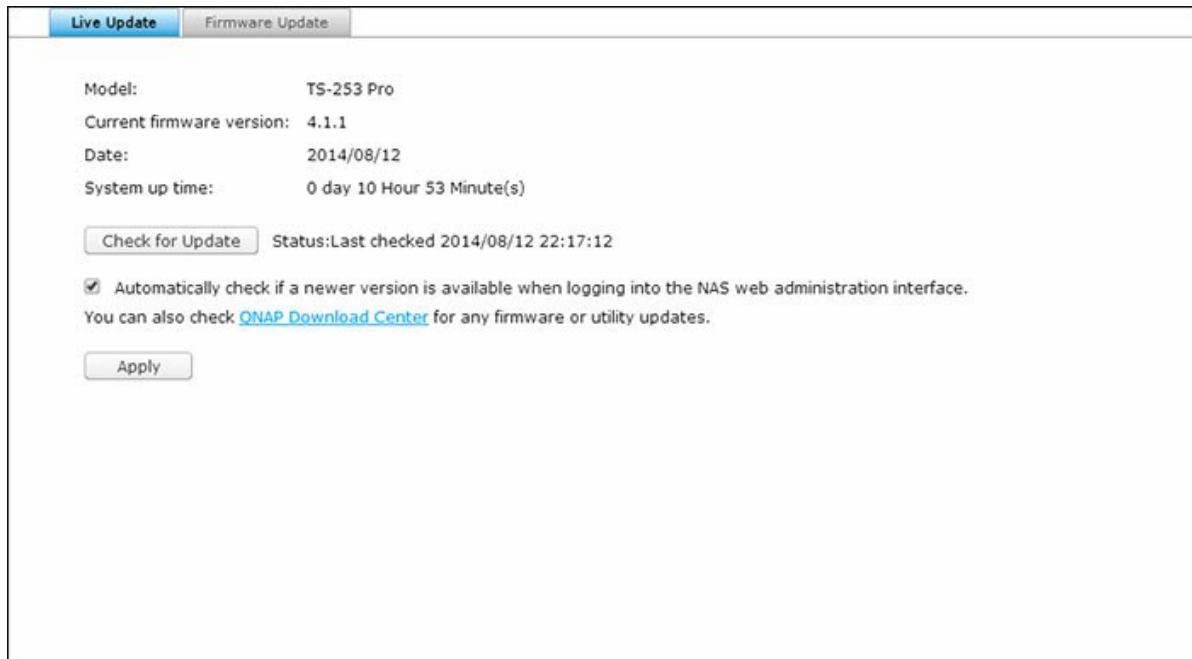 Live Update Firmware Update
Model: TS-253 Pro
Current firmware version: 4.1.1
Date: 2014/08/12
System up time: 0 day 10 Hour 53 Minute(s)
Check for Update Status:Last checked 2014/08/12 22:17:12
Automatically check if a newer version is available when logging into the NAS web administration interface.
You can also check QNAP Download Center for any firmware or utility updates.
Apply